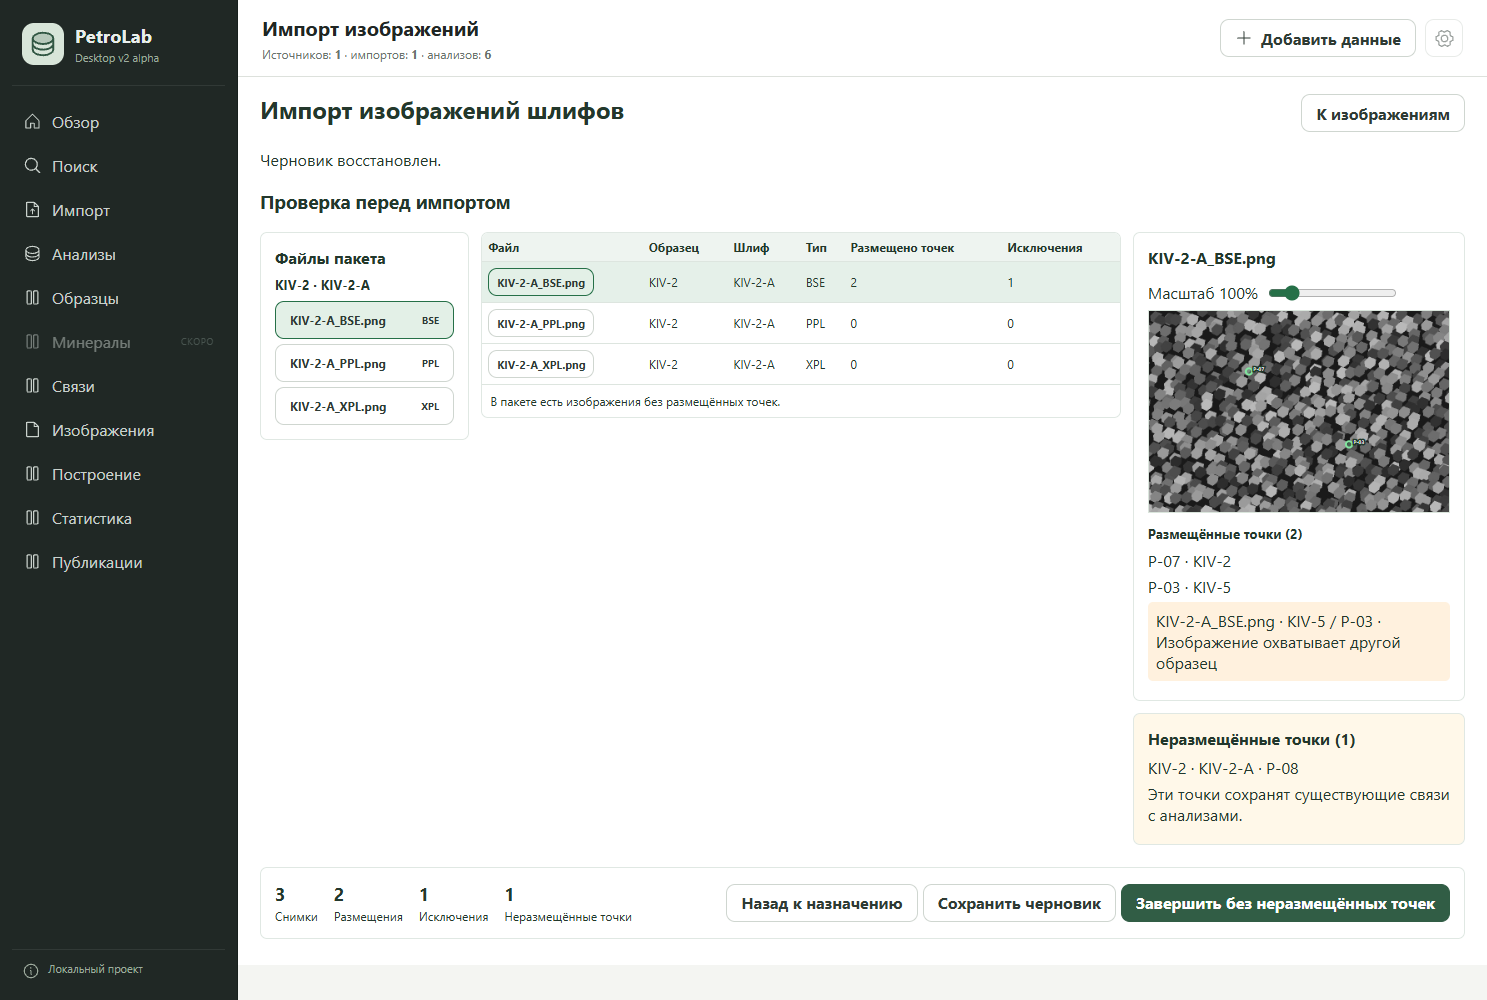 PetroLab
Desktop v2 alpha
Обзор
Поиск
Импорт
Анализы
Образцы
Минералы СКОРО
Связи
Изображения
Построение
Статистика
Публикации
Локальный проект
Импорт изображений
Источников: 1 · импортов: 1 · анализов: 6
Добавить данные
Импорт изображений шлифов
К изображениям
Черновик восстановлен.
Проверка перед импортом
Файлы пакета
KIV-2 · KIV-2-A
KIV-2-A_BSE.png BSE
KIV-2-A_PPL.png PPL
KIV-2-A_XPL.png XPL
Файл Образец Шлиф Тип Размещено точек Исключения
KIV-2-A_BSE.png KIV-2 KIV-2-A BSE 2 1
KIV-2-A_PPL.png KIV-2 KIV-2-A PPL 0 0
KIV-2-A_XPL.png KIV-2 KIV-2-A XPL 0 0
В пакете есть изображения без размещённых точек.
KIV-2-A_BSE.png
Масштаб 100%
P-07
P-03
Размещённые точки (2)
P-07 · KIV-2
P-03 · KIV-5
KIV-2-A_BSE.png · KIV-5 / P-03 ·
Изображение охватывает другой
образец
Неразмещённые точки (1)
KIV-2 · KIV-2-A · P-08
Эти точки сохранят существующие связи
с анализами.
3 2 1 1
Снимки Размещения Исключения Неразмещённые точки
Назад к назначению Сохранить черновик Завершить без неразмещённых точек